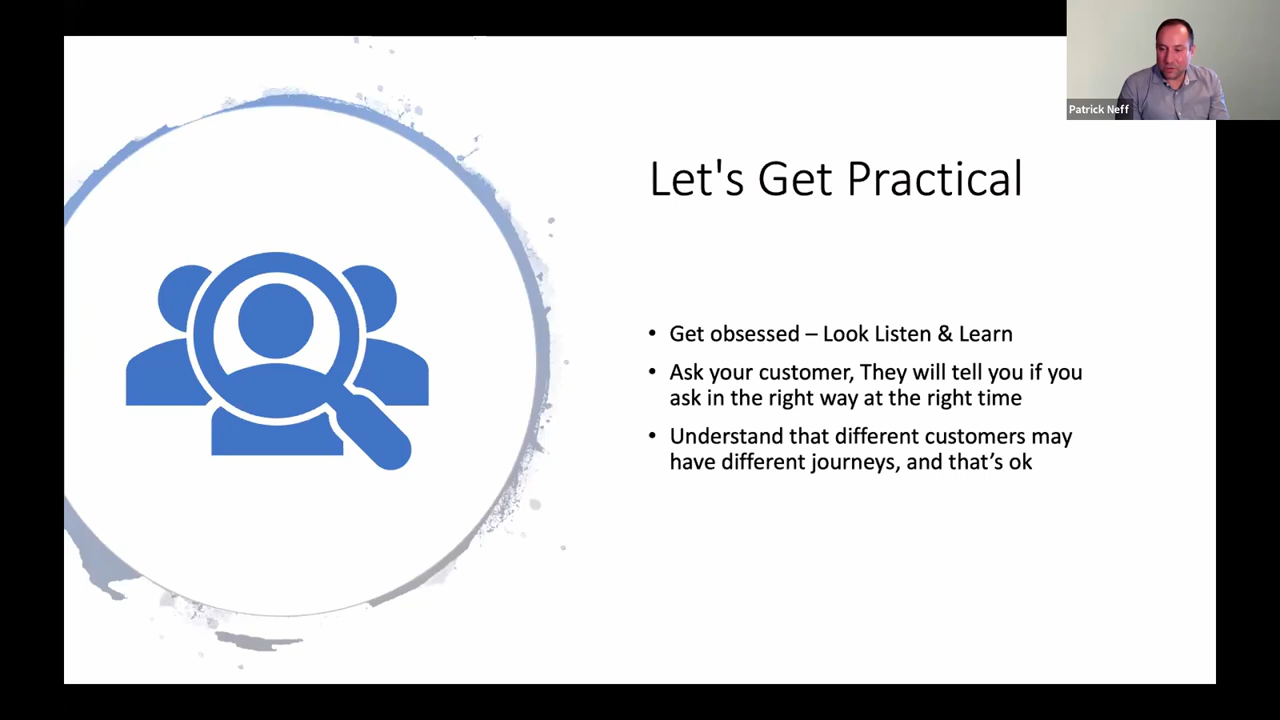 Patrick Neff
Let's Get Practical
• Get obsessed – Look Listen & Learn
• Ask your customer, They will tell you if you
ask in the right way at the right time
• Understand that different customers may
have different journeys, and that’s ok